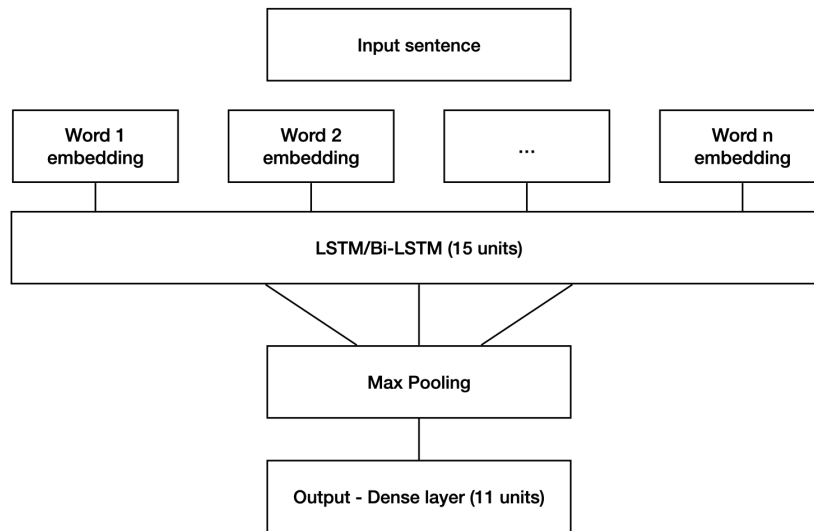 Input sentence
Word 1
embedding
Word 2
embedding
...
Word n
embedding
LSTM/Bi-LSTM (15 units)
Max Pooling
Output - Dense layer (11 units)